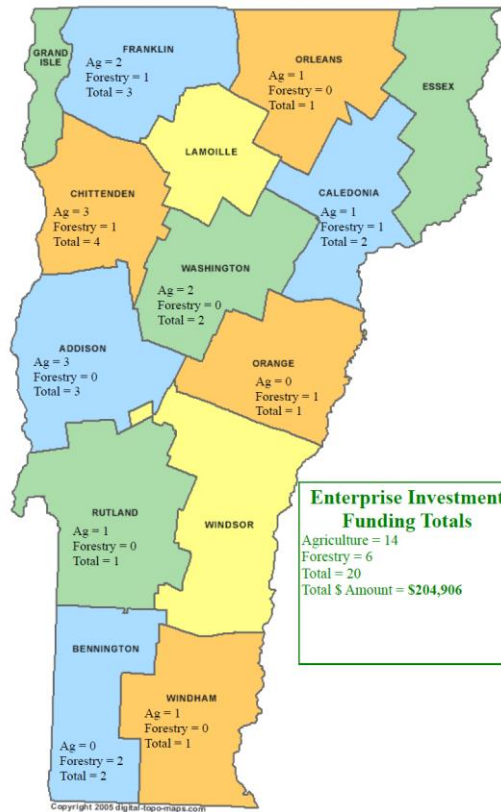 GRAND
ISLE
FRANKLIN
Ag = 2
Forestry = 1
Total = 3
ORLEANS
Ag = 1
Forestry = 0
Total = 1
ESSEX
LAMOILLE
CHITTENDEN
Ag = 3
Forestry = 1
Total = 4
CALEDONIA
Ag = 1
Forestry = 1
Total = 2
WASHINGTON
Ag = 2
Forestry = 0
Total = 2
ADDISON
Ag = 3
Forestry = 0
Total = 3
ORANGE
Ag = 0
Forestry = 1
Total = 1
RUTLAND
Ag = 1
Forestry = 0
Total = 1
WINDSOR
Enterprise Investment
Funding Totals
Agriculture = 14
Forestry = 6
Total = 20
Total $ Amount = $204,906
BENNINGTON
Ag = 0
Forestry = 2
Total = 2
WINDHAM
Ag = 1
Forestry = 0
Total = 1
Copyright 2005 digital-topo-maps.com